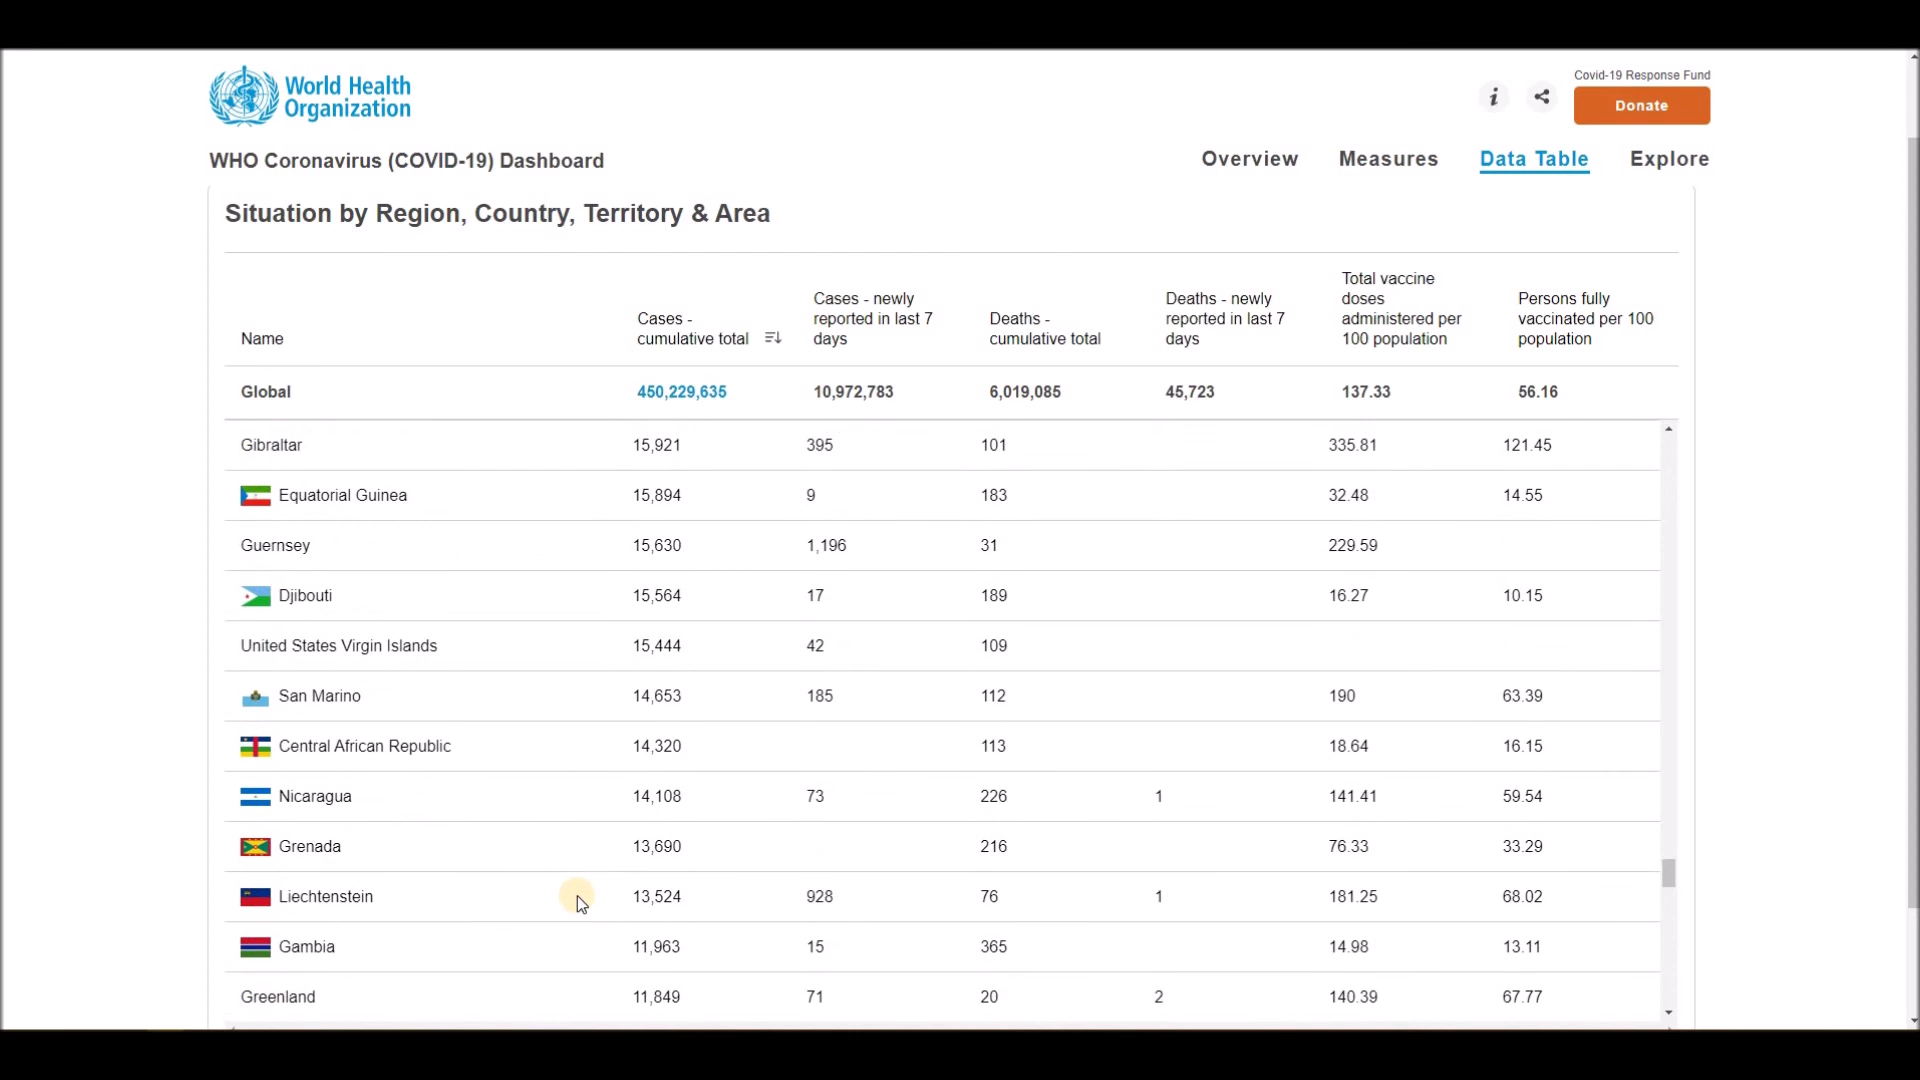 World Health
Organization
Covid-19 Response Fund
i
Donate
WHO Coronavirus (COVID-19) Dashboard
Overview Measures Data Table Explore
Situation by Region, Country, Territory & Area
Name
Cases -
cumulative total
Cases - newly
reported in last 7
days
Deaths -
cumulative total
Deaths - newly
reported in last 7
days
Total vaccine
doses
administered per
100 population
Persons fully
vaccinated per 100
population
Global 450,229,635 10,972,783 6,019,085 45,723 137.33 56.16
Gibraltar 15,921 395 101 335.81 121.45
Equatorial Guinea 15,894 9 183 32.48 14.55
Guernsey 15,630 1,196 31 229.59
Djibouti 15,564 17 189 16.27 10.15
United States Virgin Islands 15,444 42 109
San Marino 14,653 185 112 190 63.39
Central African Republic 14,320 113 18.64 16.15
Nicaragua 14,108 73 226 1 141.41 59.54
Grenada 13,690 216 76.33 33.29
Liechtenstein 13,524 928 76 1 181.25 68.02
Gambia 11,963 15 365 14.98 13.11
Greenland 11,849 71 20 2 140.39 67.77